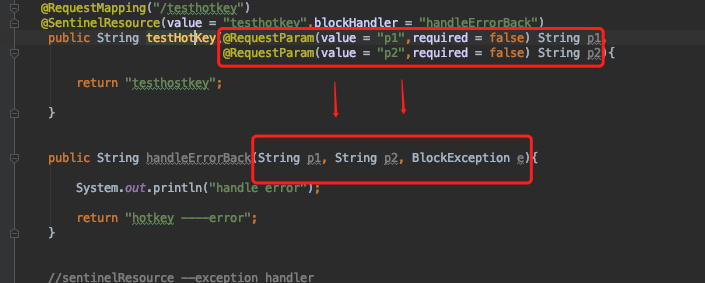 @RequestMapping("/testhotkey")
@SentinelResource(value = "testhotkey",blockHandler = "handleErrorBack")
public String testHotKey(@RequestParam(value = "p1",required = false) String p1,
@RequestParam(value = "p2",required = false) String p2){
return "testhostkey";
}
public String handleErrorBack(String p1, String p2, BlockException e){
System.out.println("handle error");
return "hotkey ----error";
}
//sentinelResource --exception handler